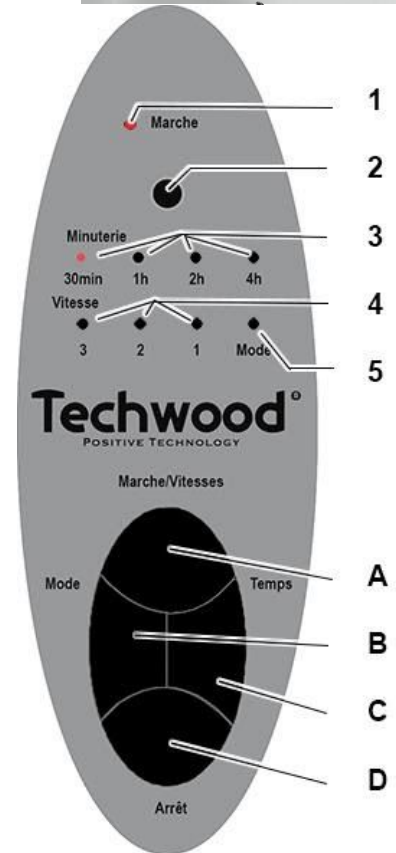 1
Marche
2
Minuterie
3
30min 1h 2h 4h
Vitesse
4
3 2 1 Mode
5
Techwood®
POSITIVE TECHNOLOGY
Marche/Vitesses
A
Mode Temps
B
C
D
Arrêt